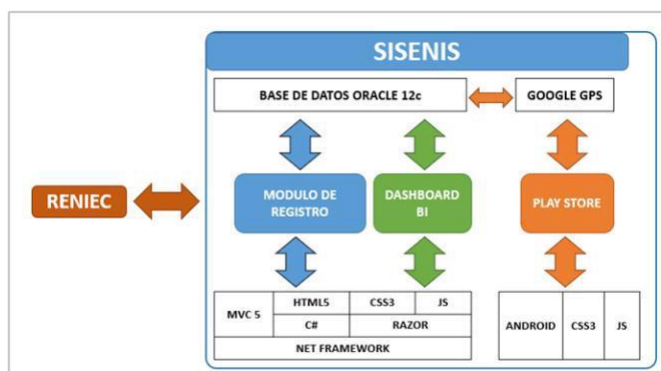 SISENIS
BASE DE DATOS ORACLE 12c
GOOGLE GPS
RENIEC
MODULO DE
REGISTRO
DASHBOARD
BI
PLAY STORE
MVC 5
HTML5
CSS3
JS
C#
RAZOR
NET FRAMEWORK
ANDROID
CSS3
JS